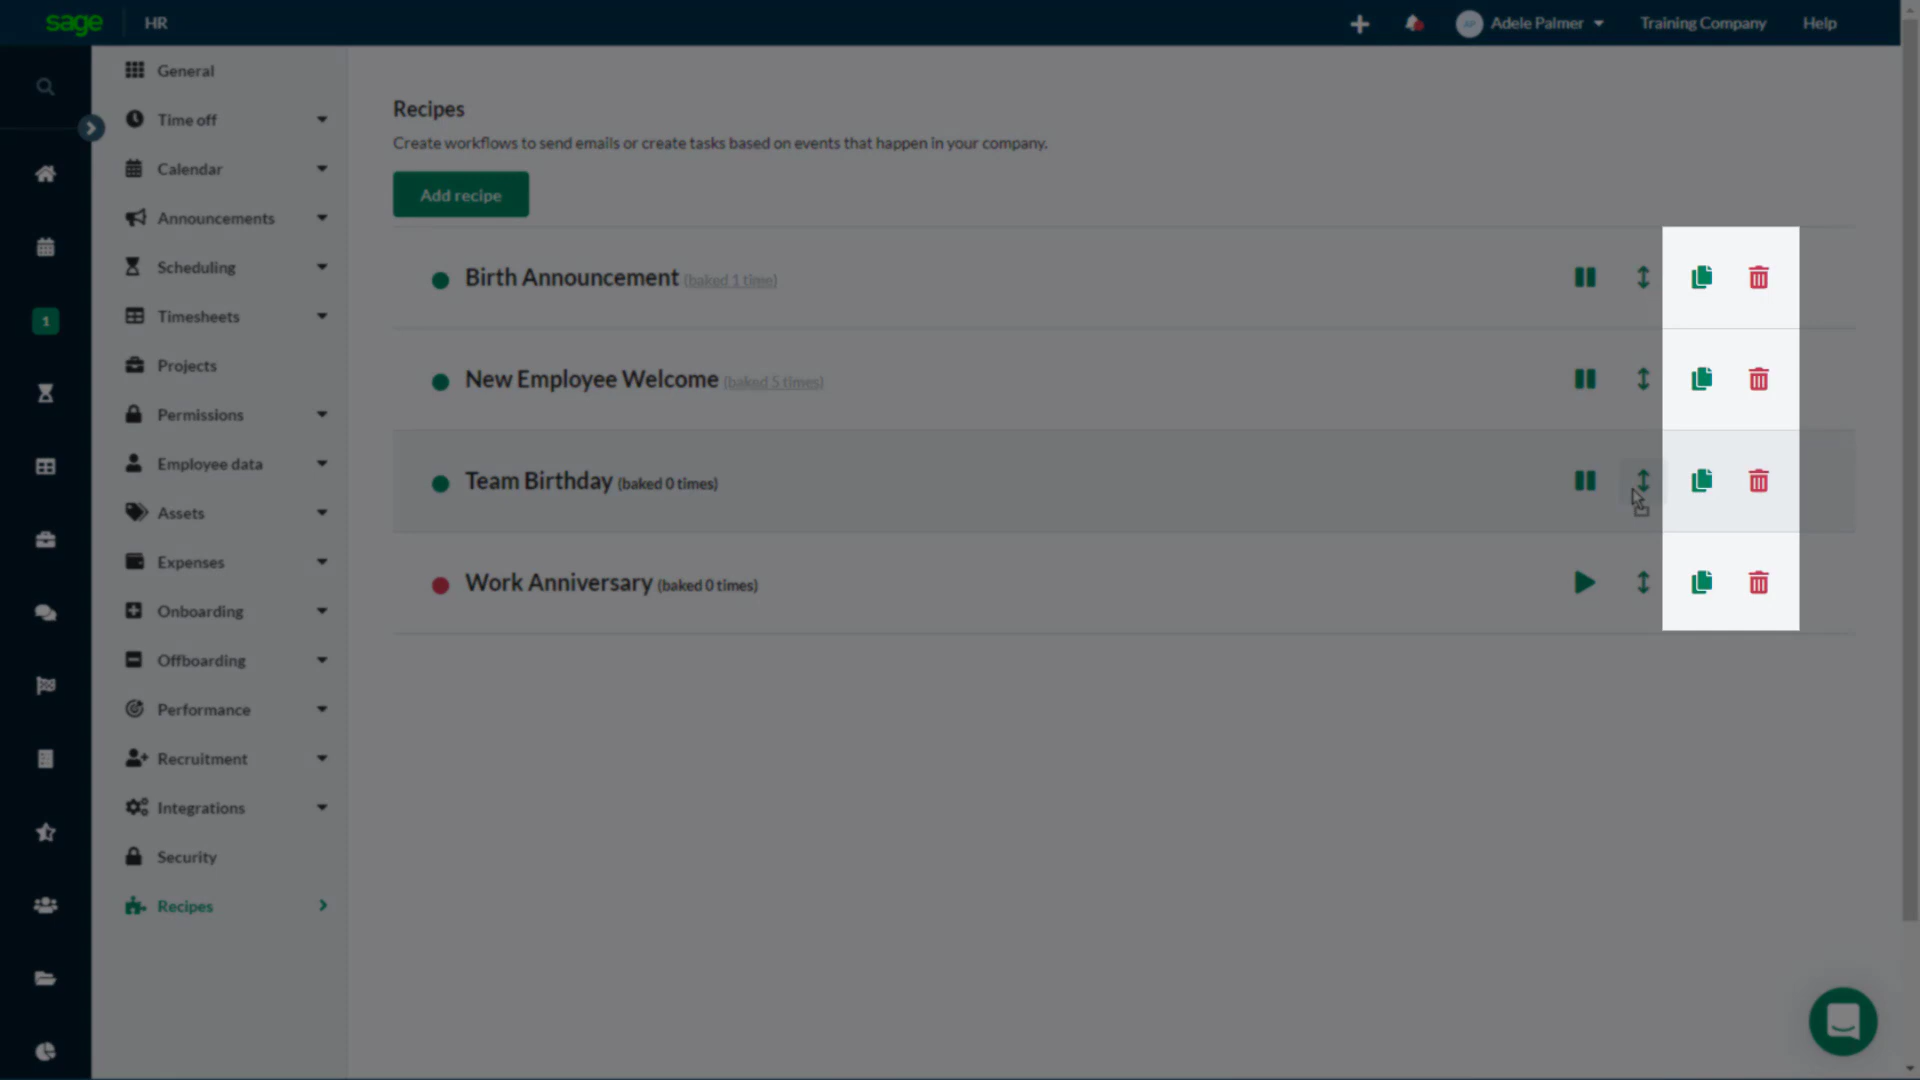 sage
HR
AP
Adele Palmer
Training Company
Help
1
General
Time off
Calendar
Announcements
Scheduling
Timesheets
Projects
Permissions
Employee data
Assets
Expenses
Onboarding
Offboarding
Performance
Recruitment
Integrations
Security
Recipes
Recipes
Create workflows to send emails or create tasks based on events that happen in your company.
Add recipe
Birth Announcement (baked 1 time)
New Employee Welcome (baked 5 times)
Team Birthday (baked 0 times)
Work Anniversary (baked 0 times)